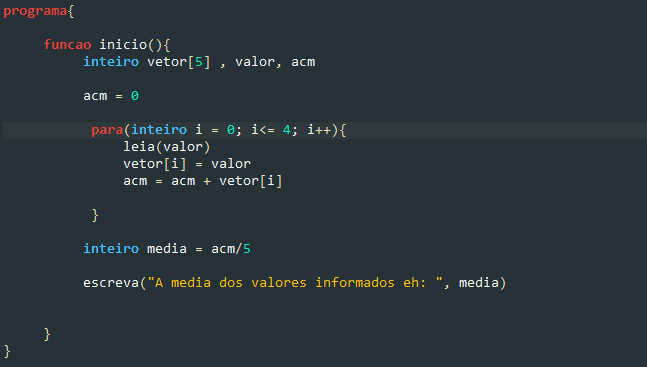 programa{
funcao inicio(){
inteiro vetor[5] , valor, acm
acm = 0
para(inteiro i = 0; i<= 4; i++){
leia(valor)
vetor[i] = valor
acm = acm + vetor[i]
}
inteiro media = acm/5
escreva("A media dos valores informados eh: ", media)
}
}